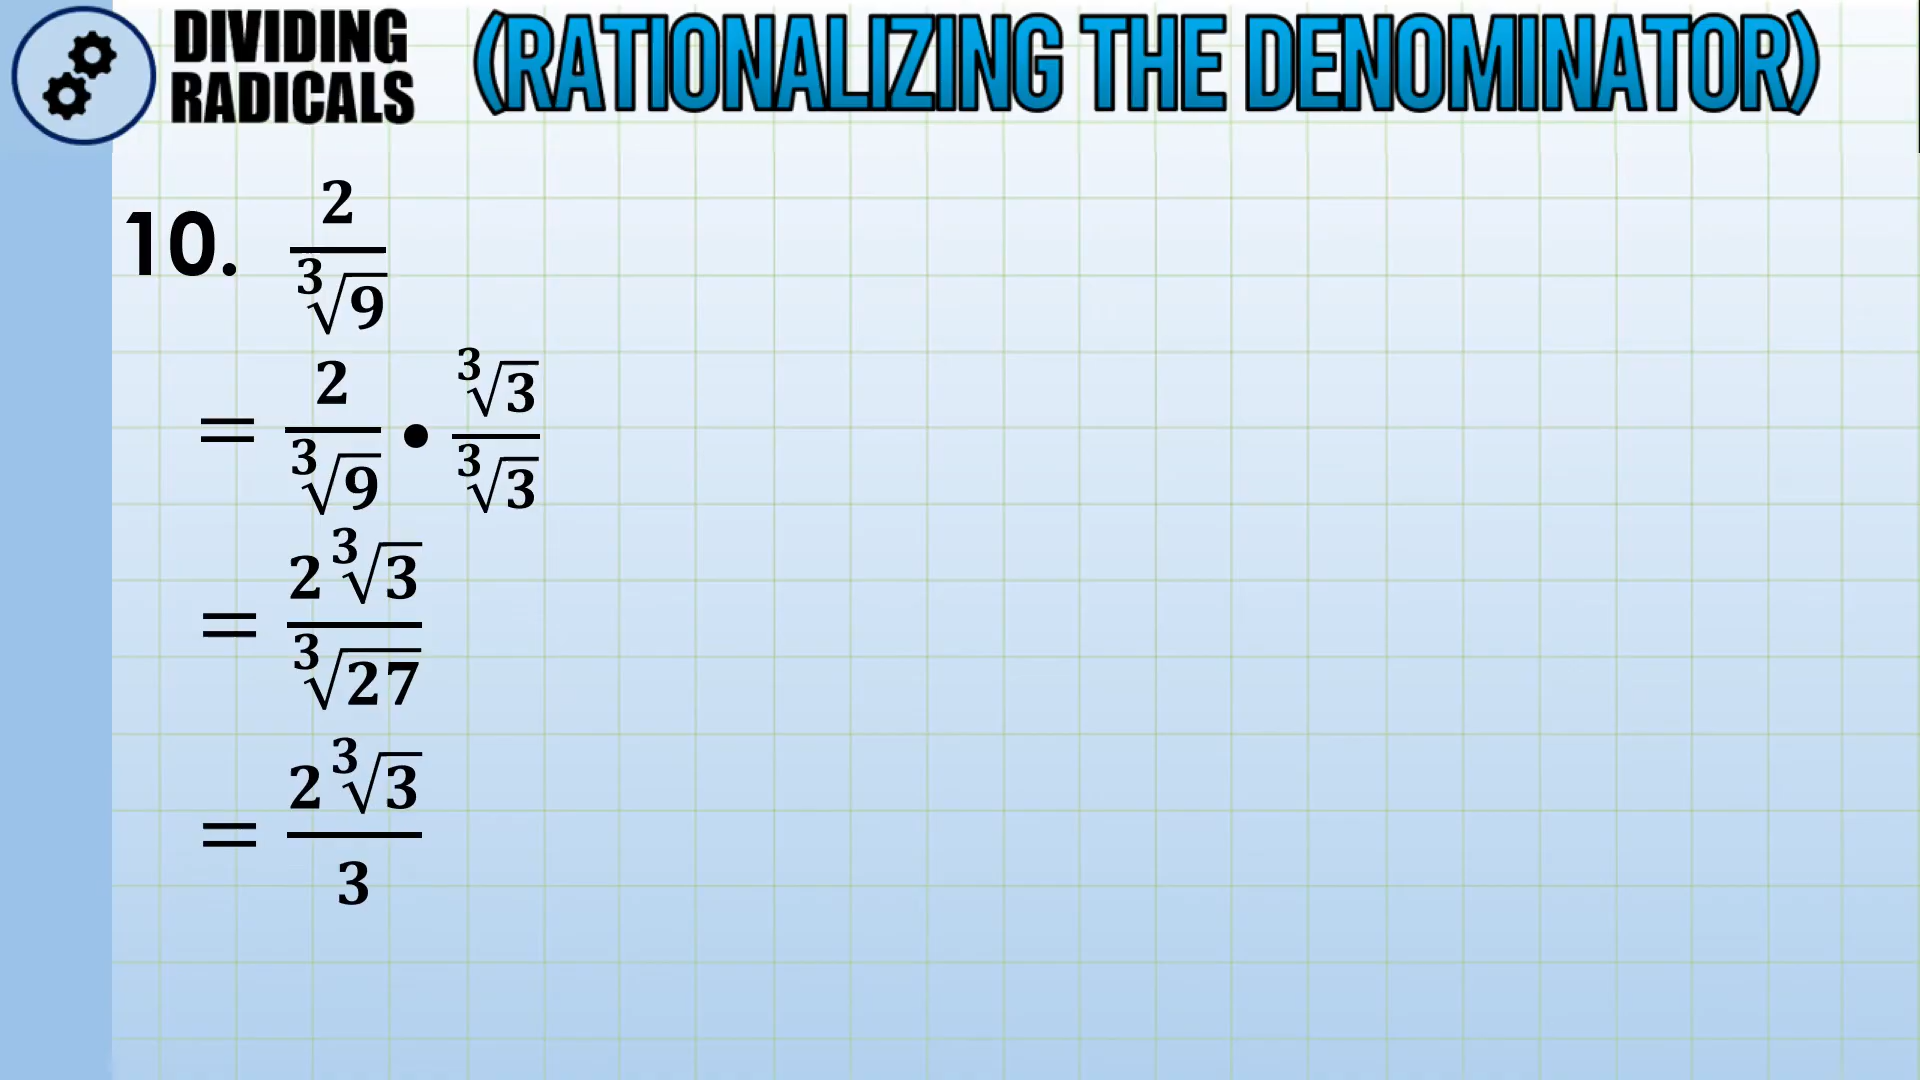 DIVIDING
RADICALS
(RATIONALIZING THE DENOMINATOR)
10. 2/∛9
= 2/∛9 • ∛3/∛3
= 2∛3/∛27
= 2∛3/3